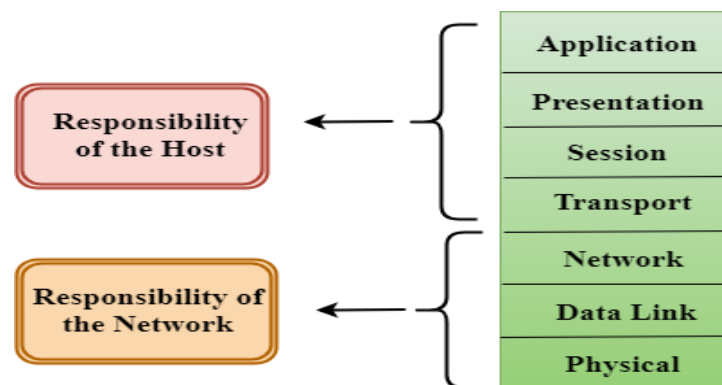 Responsibility
of the Host
Responsibility of
the Network
Application
Presentation
Session
Transport
Network
Data Link
Physical